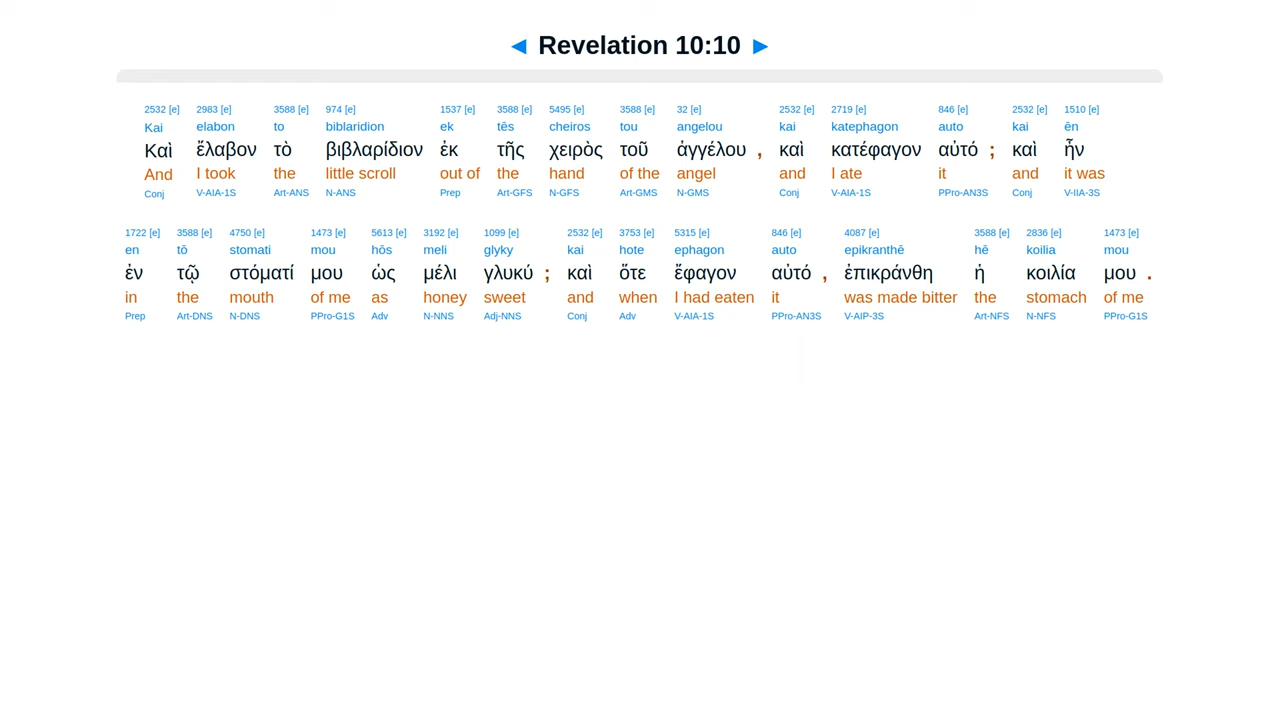 ◄ Revelation 10:10 ►
2532 [e] 2983 [e] 3588 [e] 974 [e] 1537 [e] 3588 [e] 5495 [e] 3588 [e] 32 [e] 2532 [e] 2719 [e] 846 [e] 2532 [e] 1510 [e]
Kai elabon to biblaridion ek tēs cheiros tou angelou kai katephagon auto kai ēn
Καὶ ἔλαβον τὸ βιβλαρίδιον ἐκ τῆς χειρὸς τοῦ ἀγγέλου , καὶ κατέφαγον αὐτό ; καὶ ἦν
And I took the little scroll out of the hand of the angel and I ate it and it was
Conj V-AIA-1S Art-ANS N-ANS Prep Art-GFS N-GFS Art-GMS N-GMS Conj V-AIA-1S PPro-AN3S Conj V-IIA-3S
1722 [e] 3588 [e] 4750 [e] 1473 [e] 5613 [e] 3192 [e] 1099 [e] 2532 [e] 3753 [e] 5315 [e] 846 [e] 4087 [e] 3588 [e] 2836 [e] 1473 [e]
en tō stomati mou hōs meli glyky kai hote ephagon auto epikranthē hē koilia mou
ἐν τῷ στόματί μου ὡς μέλι γλυκύ ; καὶ ὅτε ἔφαγον αὐτό , ἐπικράνθη ἡ κοιλία μου .
in the mouth of me as honey sweet and when I had eaten it was made bitter the stomach of me
Prep Art-DNS N-DNS PPro-G1S Adv N-NNS Adj-NNS Conj Adv V-AIA-1S PPro-AN3S V-AIP-3S Art-NFS N-NFS PPro-G1S